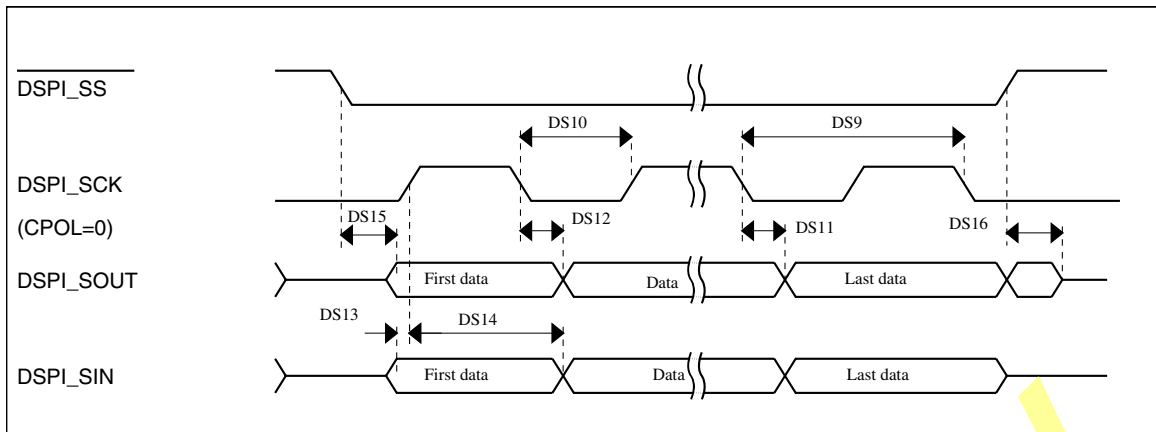 DSPI_SS
DS10
DS9
DSPI_SCK
(CPOL=0)
DS15
DS12
DS11
DS16
DSPI_SOUT
First data
Data
Last data
DS13
DS14
DSPI_SIN
First data
Data
Last data